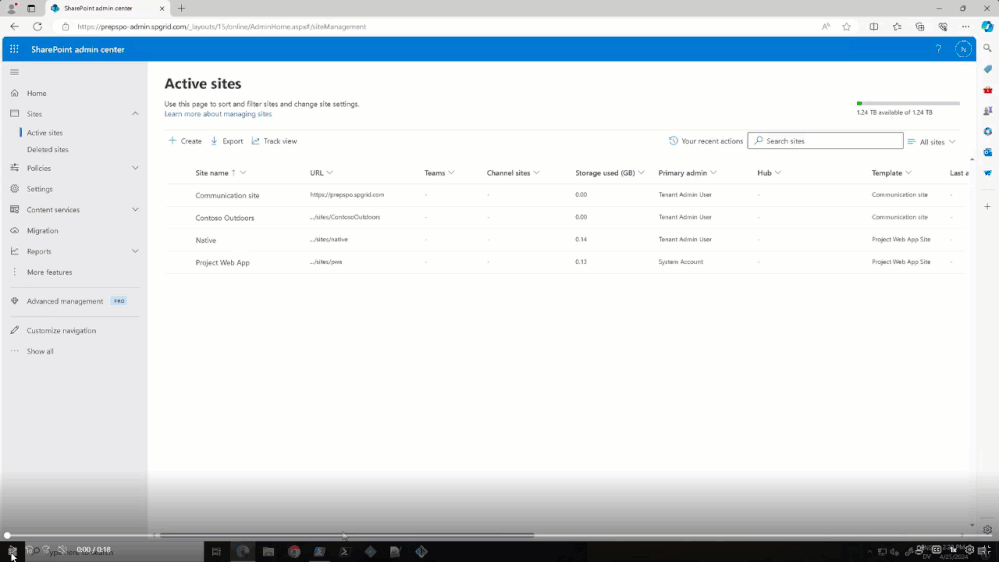 SharePoint admin center
https://prepspo-admin.spgrid.com/_layouts/15/online/AdminHome.aspx#/siteManagement
SharePoint admin center
?
N
Home
Sites
Active sites
Deleted sites
Policies
Settings
Content services
Migration
Reports
More features
Advanced management PRO
Customize navigation
Show all
Active sites
Use this page to sort and filter sites and change site settings.
Learn more about managing sites
1.24 TB available of 1.24 TB
Create Export Track view Your recent actions Search sites All sites
Site name URL Teams Channel sites Storage used (GB) Primary admin Hub Template Last a
Communication site https://prepspo.spgrid.com - - 0.00 Tenant Admin User - Communication site -
Contoso Outdoors .../sites/ContosoOutdoors - - 0.00 Tenant Admin User - Communication site -
Native .../sites/native - - 0.14 Tenant Admin User - Project Web App Site -
Project Web App .../sites/pwa - - 0.13 System Account - Project Web App Site -
0:00 / 0:18
4/25/2024